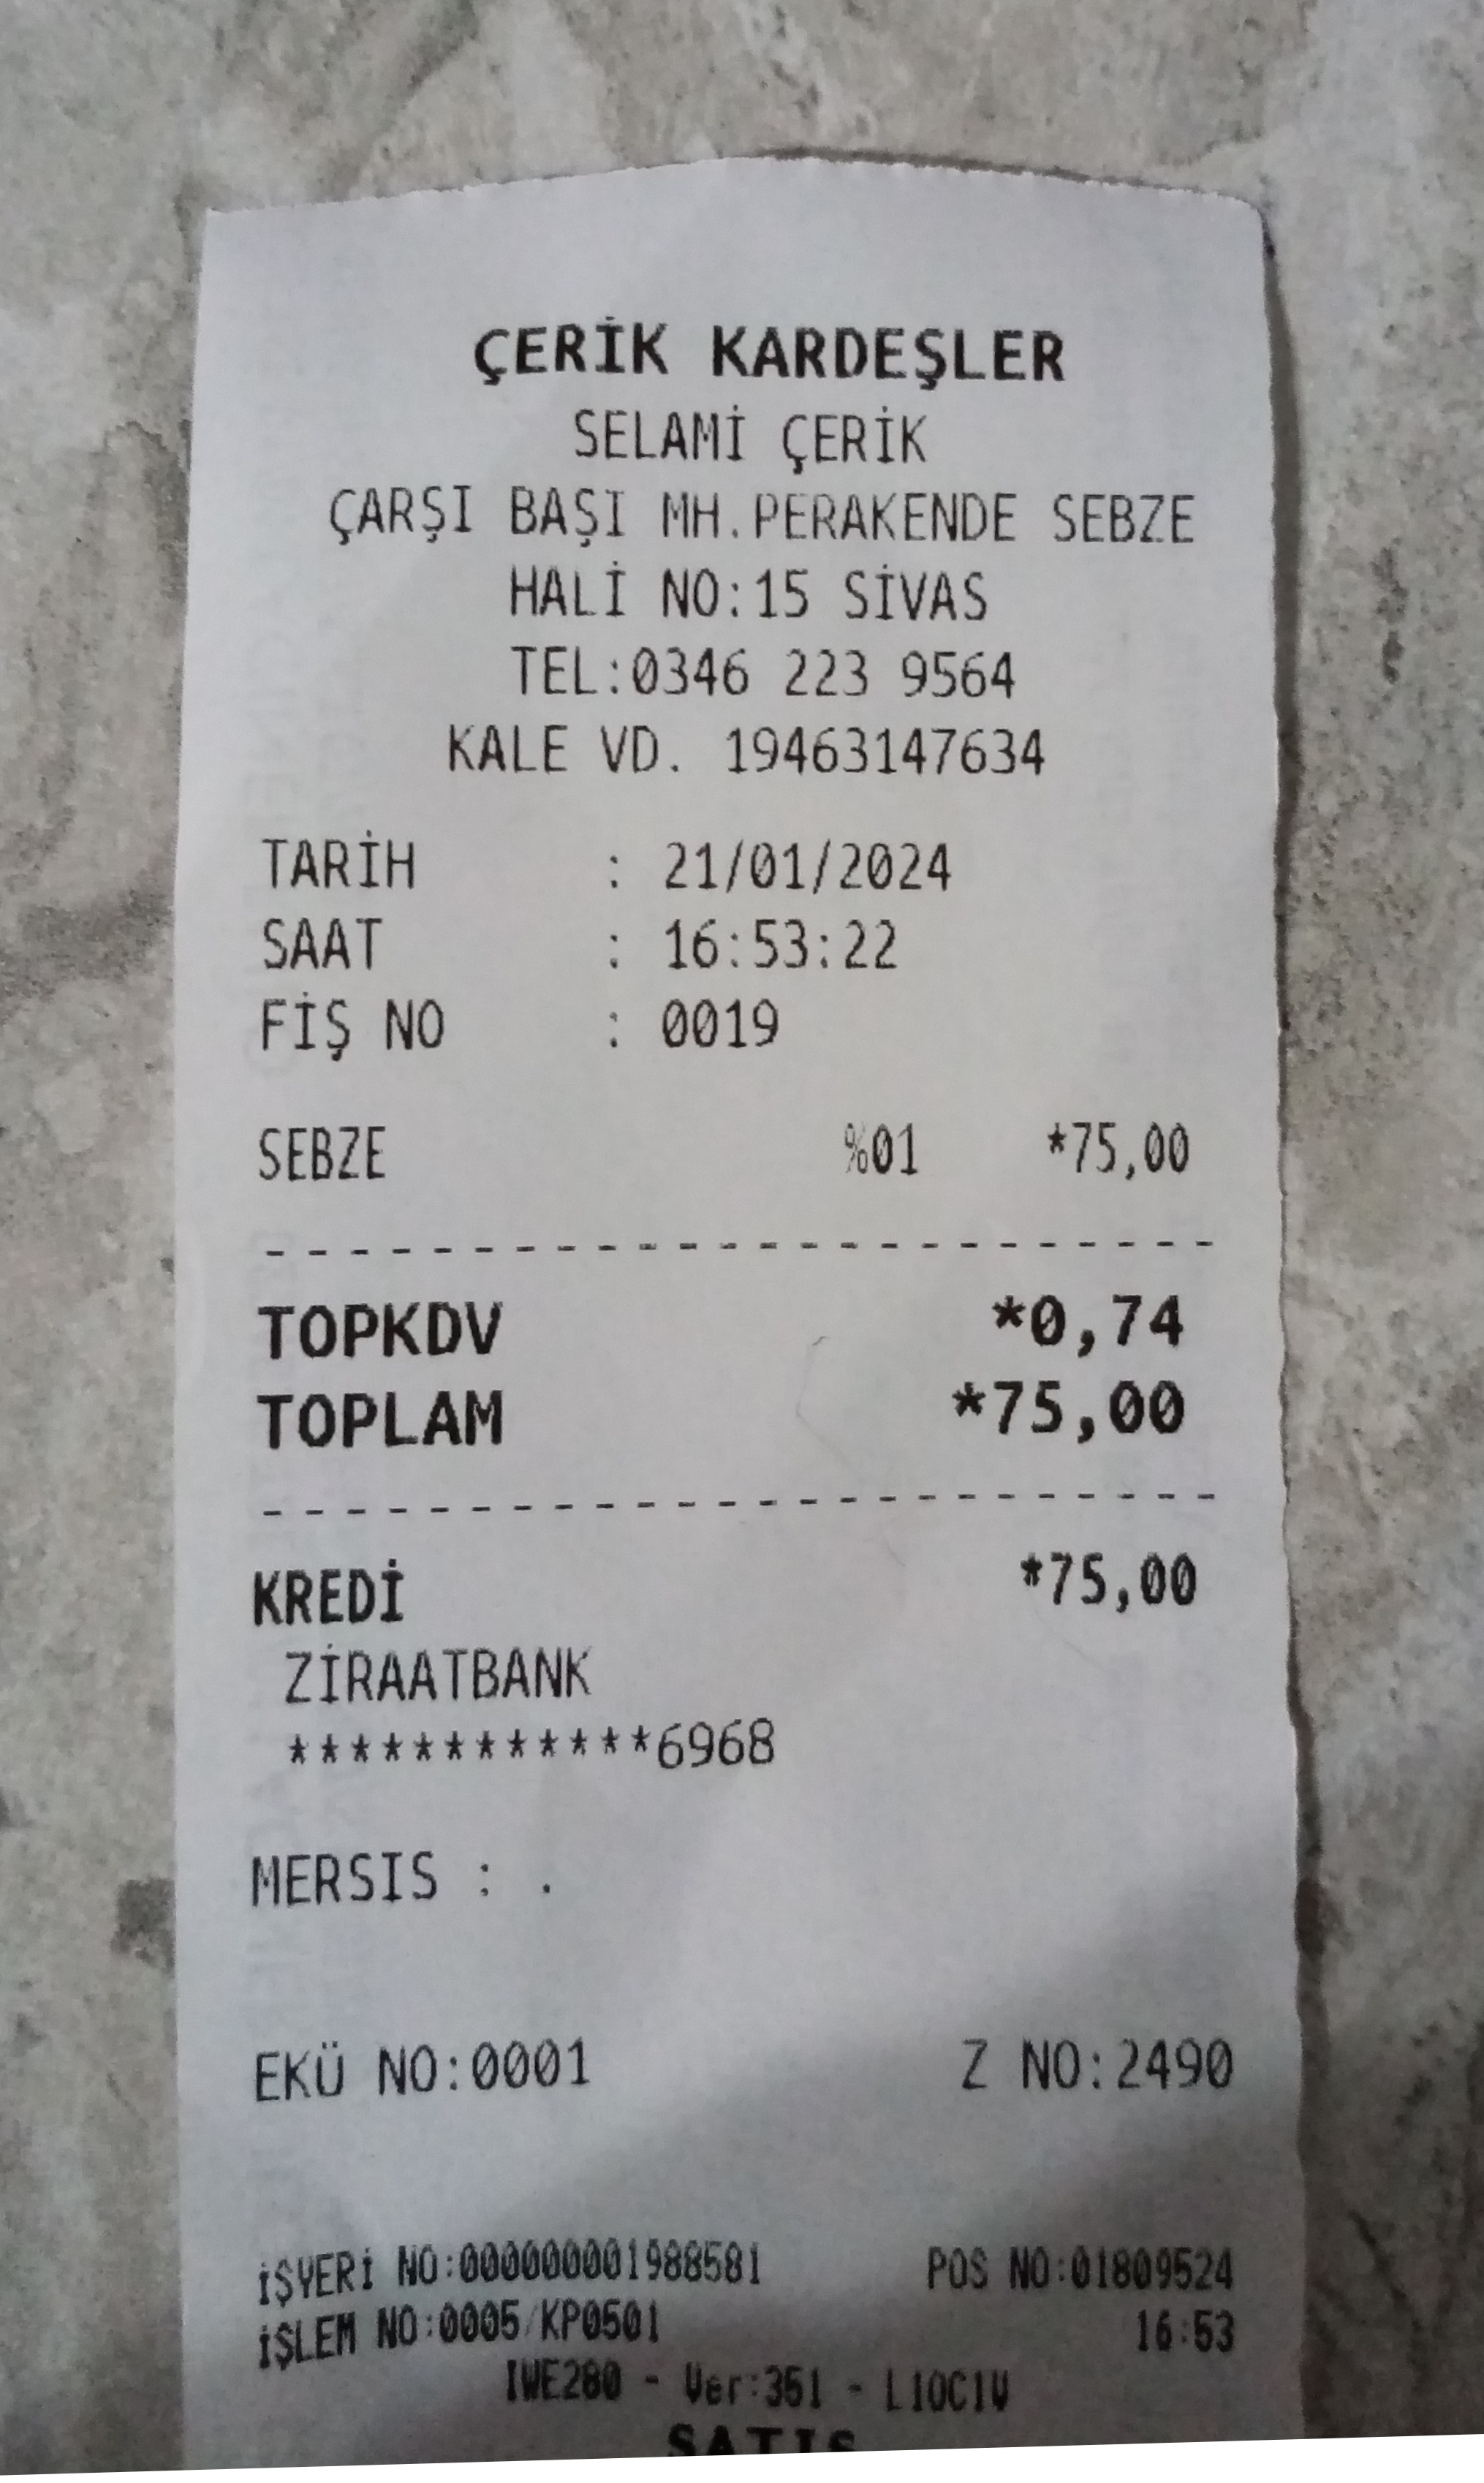 ÇERİK KARDEŞLER
SELAMİ ÇERİK
ÇARŞI BAŞI MH.PERAKENDE SEBZE
HALİ NO:15 SİVAS
TEL:0346 223 9564
KALE VD. 19463147634
TARİH : 21/01/2024
SAAT : 16:53:22
FİŞ NO : 0019
SEBZE %01 *75,00
TOPKDV *0,74
TOPLAM *75,00
KREDİ *75,00
ZİRAATBANK
************6968
MERSIS : .
EKÜ NO:0001 Z NO:2490
İŞYERİ NO:000000001988581 POS NO:01809524
İŞLEM NO:0005/KP0501 16:53
IWE280 - Ver:351 - L10C1V
SATIŞ